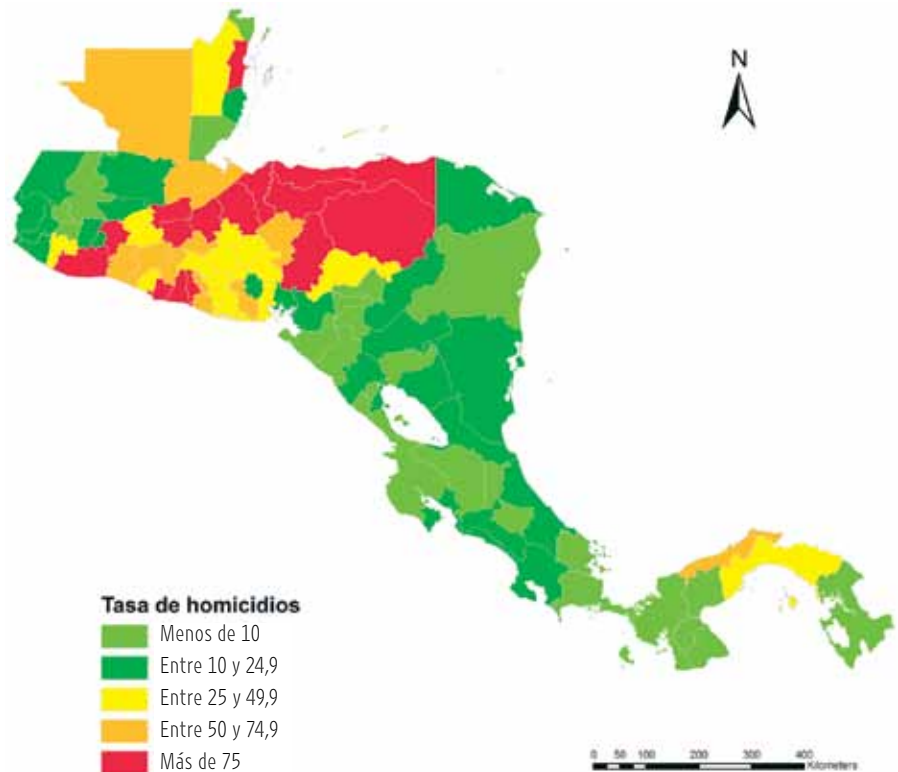 N
Tasa de homicidios
Menos de 10
Entre 10 y 24,9
Entre 25 y 49,9
Entre 50 y 74,9
Más de 75
0 50 100 200 300 400
Kilometers